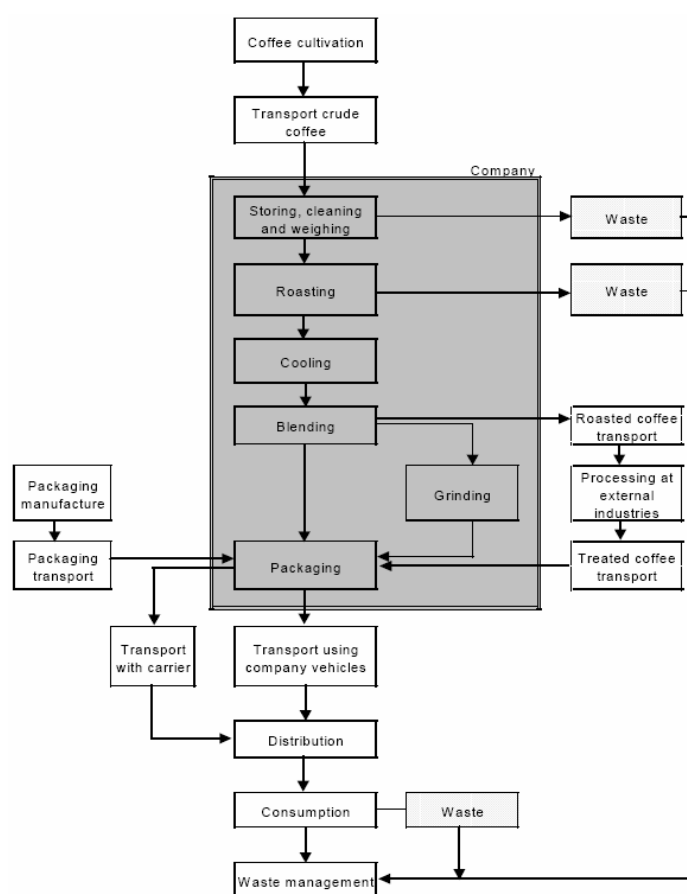 Coffee cultivation
Transport crude
coffee
Company
Storing, cleaning
and weighing
Waste
Roasting
Waste
Cooling
Blending
Roasted coffee
transport
Packaging
manufacture
Grinding
Processing at
external
industries
Packaging
transport
Packaging
Treated coffee
transport
Transport
with carrier
Transport using
company vehicles
Distribution
Consumption
Waste
Waste management